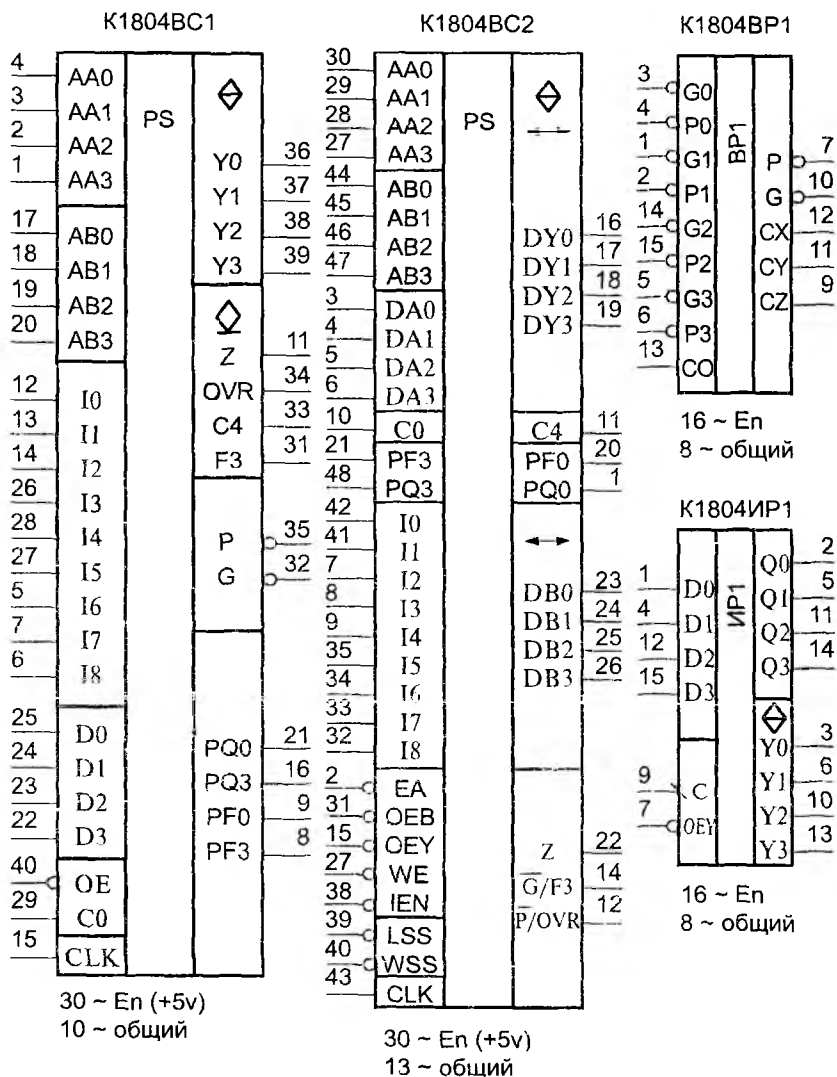 К1804ВС1
4 AA0
3 AA1
2 AA2
1 AA3
17 AB0
18 AB1
19 AB2
20 AB3
12 I0
13 I1
14 I2
26 I3
28 I4
27 I5
5 I6
7 I7
6 I8
25 D0
24 D1
23 D2
22 D3
40 OE
29 C0
15 CLK
PS
Y0 36
Y1 37
Y2 38
Y3 39
Z 11
OVR 34
C4 33
F3 31
P 35
G 32
PQ0 21
PQ3 16
PF0 9
PF3 8
30 ~ En (+5v)
10 ~ общий
К1804ВС2
30 AA0
29 AA1
28 AA2
27 AA3
44 AB0
45 AB1
46 AB2
47 AB3
3 DA0
4 DA1
5 DA2
6 DA3
10 C0
21 PF3
48 PQ3
42 I0
41 I1
7 I2
8 I3
9 I4
35 I5
34 I6
33 I7
32 I8
2 EA
31 OEB
15 OEY
27 WE
38 IEN
39 LSS
40 WSS
43 CLK
PS
DY0 16
DY1 17
DY2 18
DY3 19
C4 11
PF0 20
PQ0 1
DB0 23
DB1 24
DB2 25
DB3 26
Z 22
G/F3 14
P/OVR 12
30 ~ En (+5v)
13 ~ общий
К1804ВР1
3 G0
4 P0
1 G1
2 P1
14 G2
15 P2
5 G3
6 P3
13 CO
ВР1
P 7
G 10
CX 12
CY 11
CZ 9
16 ~ En
8 ~ общий
К1804ИР1
1 D0
4 D1
12 D2
15 D3
9 C
7 OEY
ИР1
Q0 2
Q1 5
Q2 11
Q3 14
Y0 3
Y1 6
Y2 10
Y3 13
16 ~ En
8 ~ общий